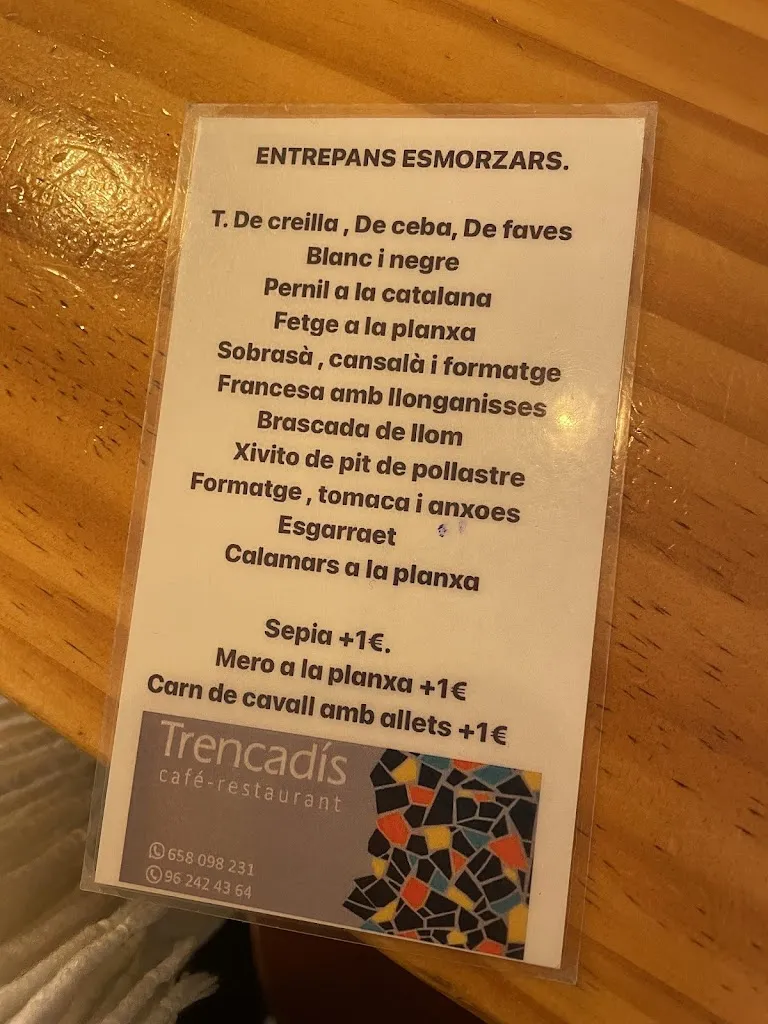 ENTREPANS ESMORZARS.
T. De creilla , De ceba, De faves
Blanc i negre
Pernil a la catalana
Fetge a la planxa
Sobrasà , cansalà i formatge
Francesa amb llonganisses
Brascada de llom
Xivito de pit de pollastre
Formatge , tomaca i anxoes
Esgarraet
Calamars a la planxa
Sepia +1€.
Mero a la planxa +1€
Carn de cavall amb allets +1€
Trencadís
café-restaurant
658 098 231
96 242 43 64